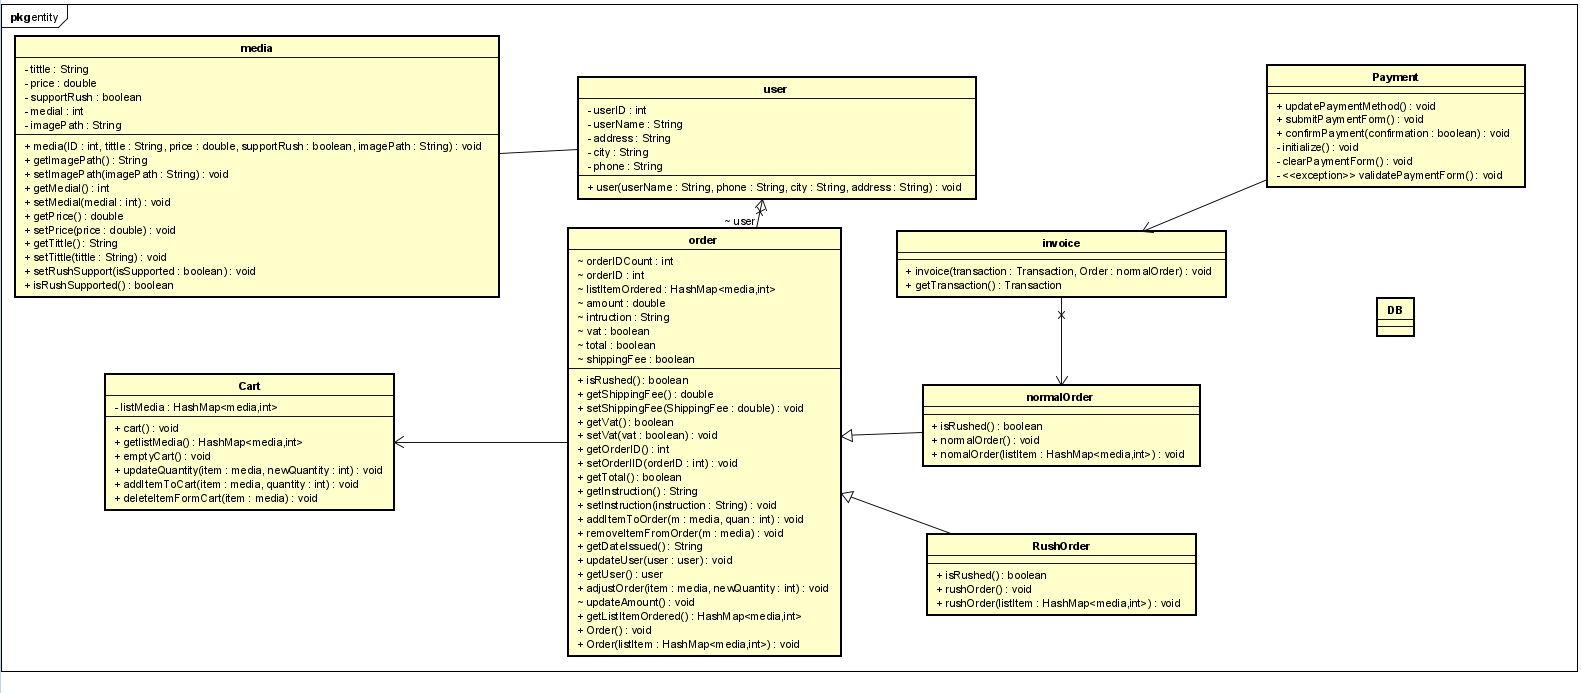 pkg entity
media
- tittle : String
- price : double
- supportRush : boolean
- medial : int
- imagePath : String
+ media(ID : int, tittle : String, price : double, supportRush : boolean, imagePath : String) : void
+ getImagePath() : String
+ setImagePath(imagePath : String) : void
+ getMedial() : int
+ setMedial(medial : int) : void
+ getPrice() : double
+ setPrice(price : double) : void
+ getTittle() : String
+ setTittle(tittle : String) : void
+ setRushSupport(isSupported : boolean) : void
+ isRushSupported() : boolean
user
- userID : int
- userName : String
- address : String
- city : String
- phone : String
+ user(userName : String, phone : String, city : String, address : String) : void
~ user
Payment
+ updatePaymentMethod() : void
+ submitPaymentForm() : void
+ confirmPayment(confirmation : boolean) : void
- initialize() : void
- clearPaymentForm() : void
- <<exception>> validatePaymentForm() : void
order
~ orderIDCount : int
~ orderID : int
~ listItemOrdered : HashMap<media,int>
~ amount : double
~ intruction : String
~ vat : boolean
~ total : boolean
~ shippingFee : boolean
+ isRushed() : boolean
+ getShippingFee() : double
+ setShippingFee(ShippingFee : double) : void
+ getVat() : boolean
+ setVat(vat : boolean) : void
+ getOrderID() : int
+ setOrderIID(orderID : int) : void
+ getTotal() : boolean
+ getInstruction() : String
+ setInstruction(instruction : String) : void
+ addItemToOrder(m : media, quan : int) : void
+ removeItemFromOrder(m : media) : void
+ getDateIssued() : String
+ updateUser(user : user) : void
+ getUser() : user
+ adjustOrder(item : media, newQuantity : int) : void
~ updateAmount() : void
+ getListItemOrdered() : HashMap<media,int>
+ Order() : void
+ Order(listItem : HashMap<media,int>) : void
invoice
+ invoice(transaction : Transaction, Order : normalOrder) : void
+ getTransaction() : Transaction
DB
Cart
- listMedia : HashMap<media,int>
+ cart() : void
+ getlistMedia() : HashMap<media,int>
+ emptyCart() : void
+ updateQuantity(item : media, newQuantity : int) : void
+ addItemToCart(item : media, quantity : int) : void
+ deleteItemFormCart(item : media) : void
normalOrder
+ isRushed() : boolean
+ normalOrder() : void
+ nomalOrder(listItem : HashMap<media,int>) : void
RushOrder
+ isRushed() : boolean
+ rushOrder() : void
+ rushOrder(listItem : HashMap<media,int>) : void